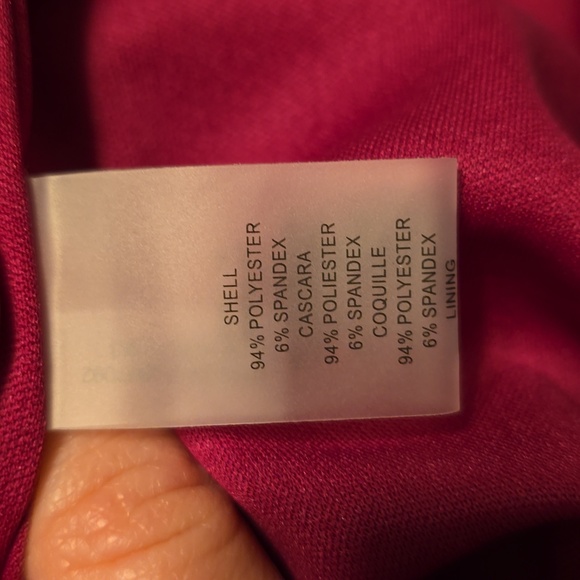 SHELL
94% POLYESTER
6% SPANDEX
CASCARA
94% POLIESTER
6% SPANDEX
COQUILLE
94% POLYESTER
6% SPANDEX
LINING